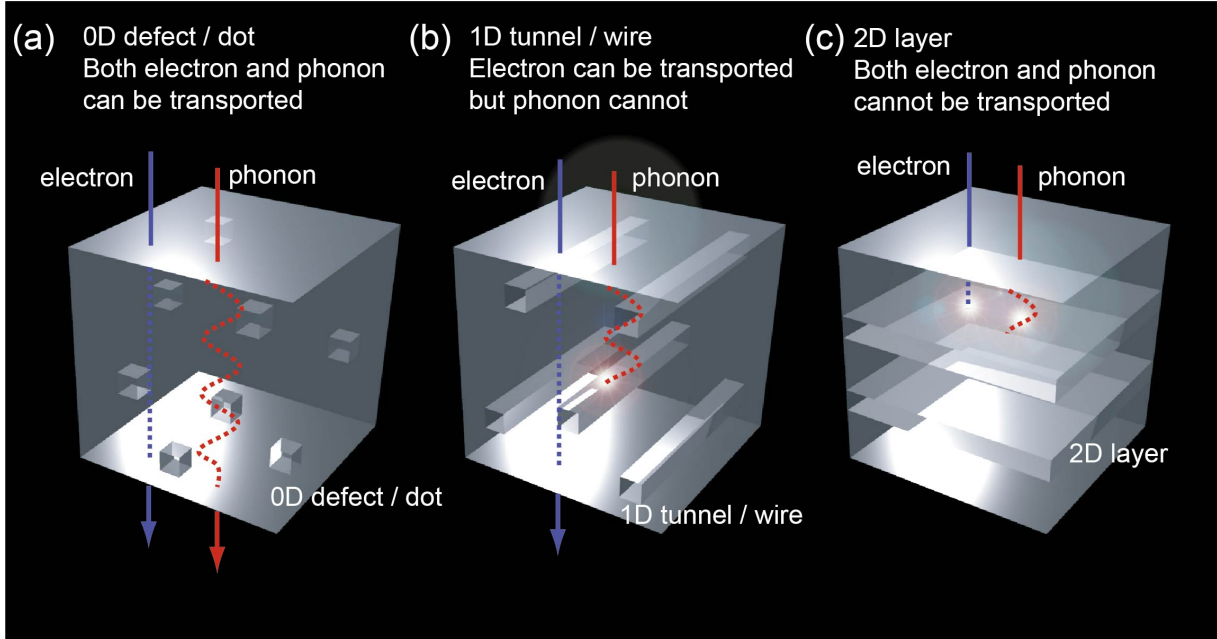 (a) 0D defect / dot
Both electron and phonon
can be transported
electron
phonon
0D defect / dot
(b) 1D tunnel / wire
Electron can be transported
but phonon cannot
electron
phonon
1D tunnel / wire
(c) 2D layer
Both electron and phonon
cannot be transported
electron
phonon
2D layer